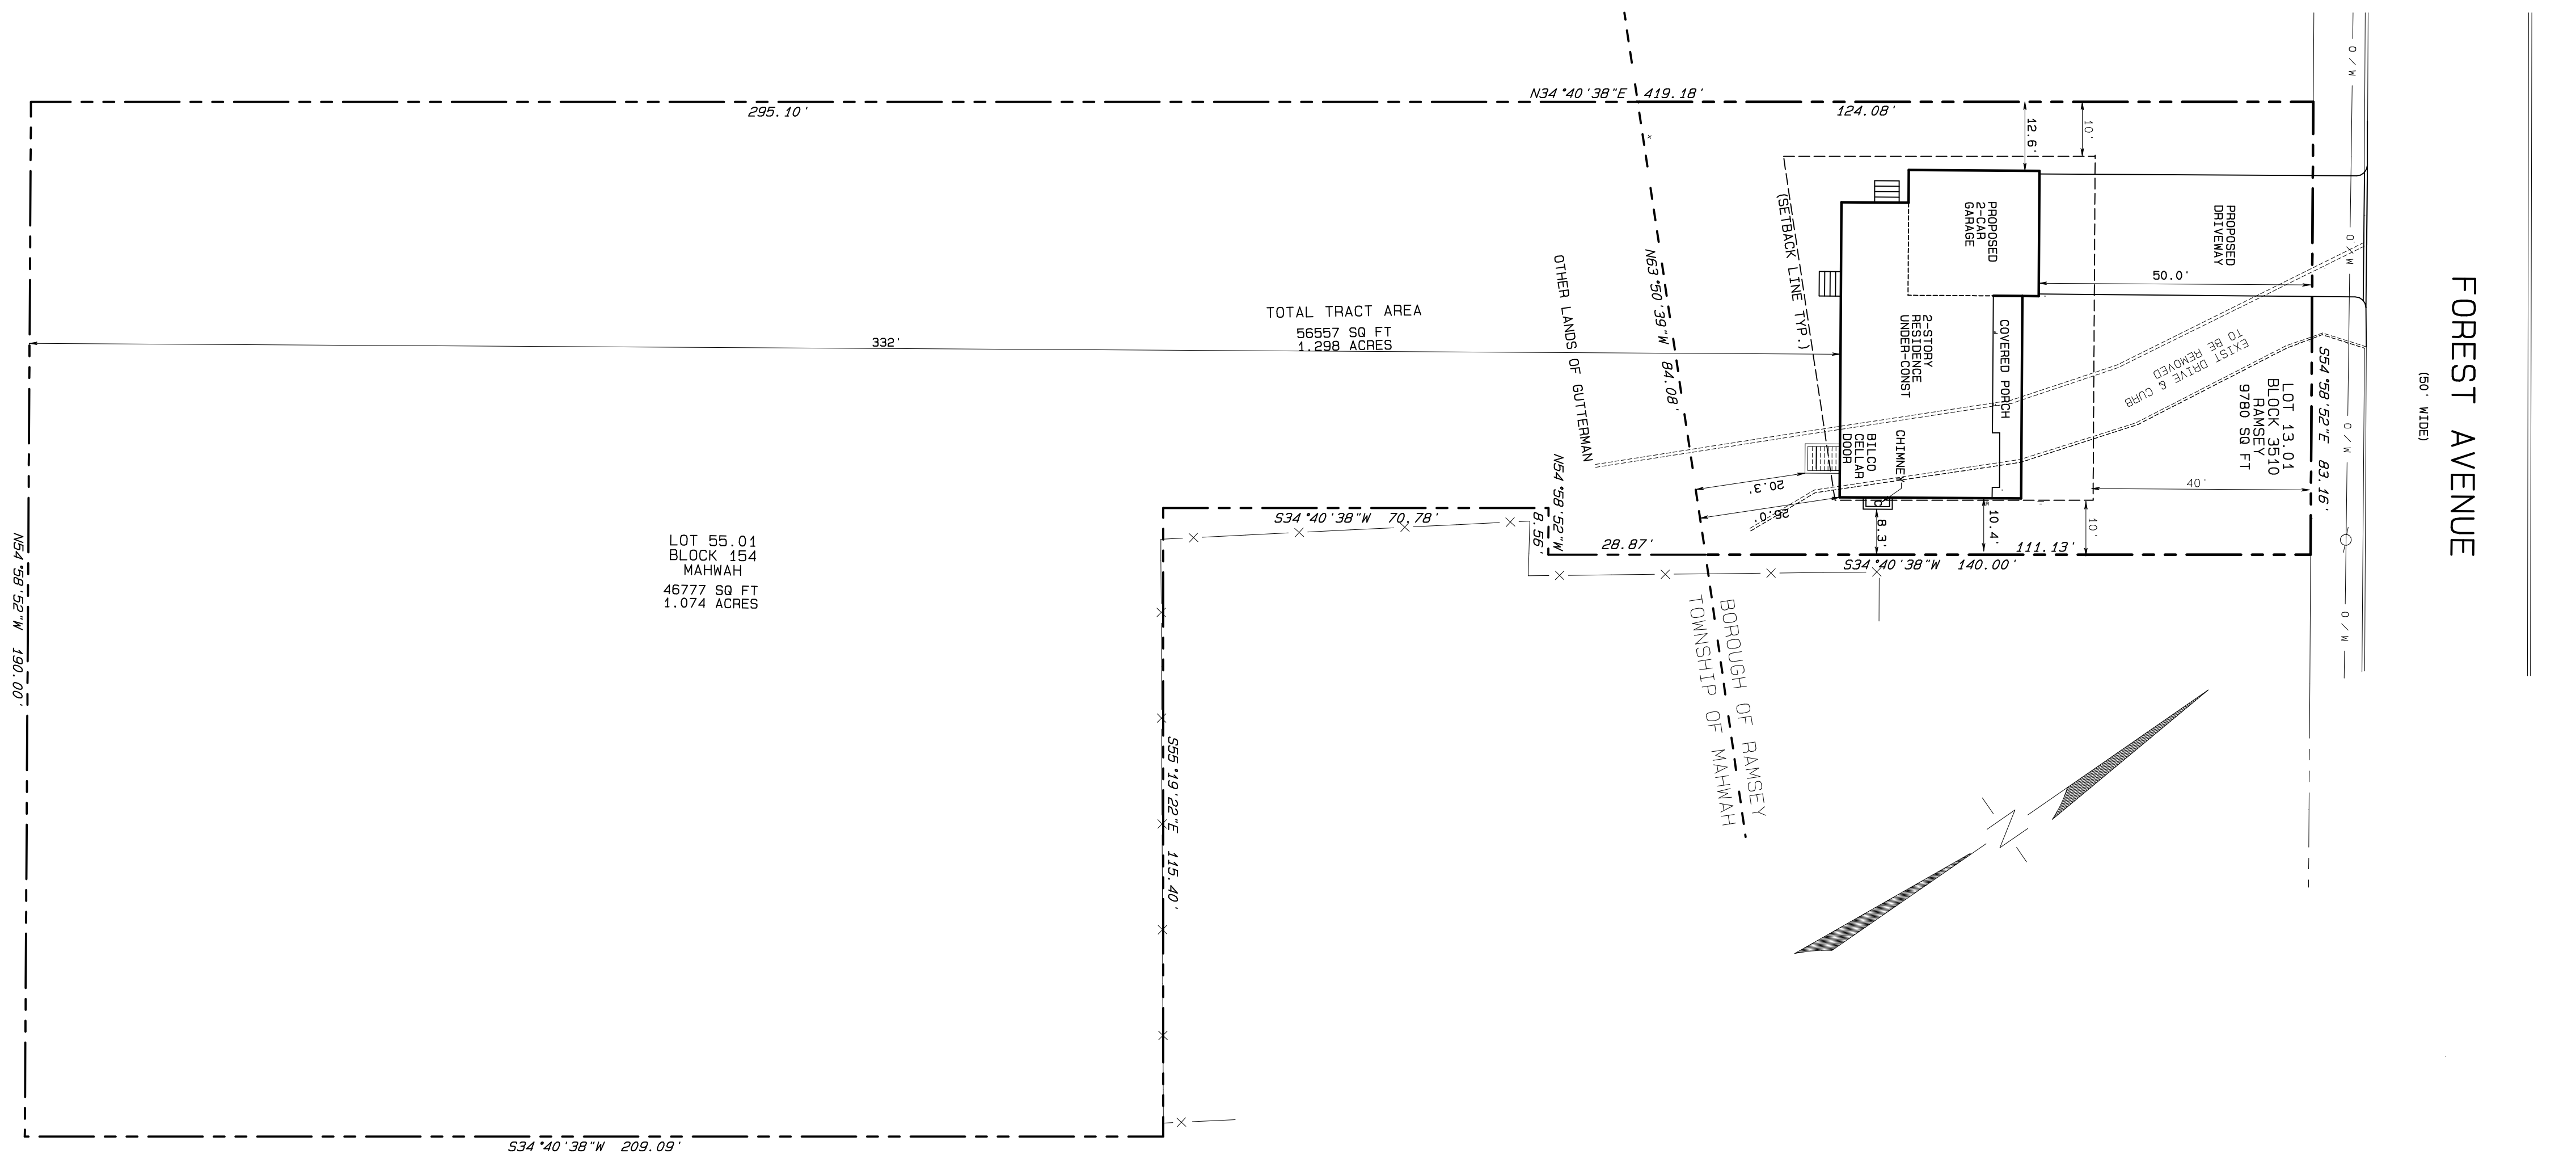 N34°40'38"E 419.18'
295.10'
124.08'
12.6'
10'
O/W
O/W
O/W
O/W
FOREST AVENUE
(50' WIDE)
PROPOSED
2-CAR
GARAGE
PROPOSED
DRIVEWAY
50.0'
(SETBACK LINE TYP.)
OTHER LANDS OF GUTTERMAN
N63°50'39"W 84.08'
TOTAL TRACT AREA
56557 SQ FT
1.298 ACRES
332'
2-STORY
RESIDENCE
UNDER-CONST
COVERED PORCH
EXIST DRIVE & CURB
TO BE REMOVED
S54°58'52"E 83.16'
LOT 13.01
BLOCK 3510
RAMSEY
9780 SQ FT
CHIMNEY
BILCO
CELLAR
DOOR
20.3'
26.0'
8.3'
10.4'
10'
40'
N54°58'52"W
8.56'
28.87'
111.13'
S34°40'38"W 140.00'
S34°40'38"W 70.78'
LOT 55.01
BLOCK 154
MAHWAH
46777 SQ FT
1.074 ACRES
N54°58'52"W 190.00'
BOROUGH OF RAMSEY
TOWNSHIP OF MAHWAH
S55°19'22"E 115.40'
N
S34°40'38"W 209.09'